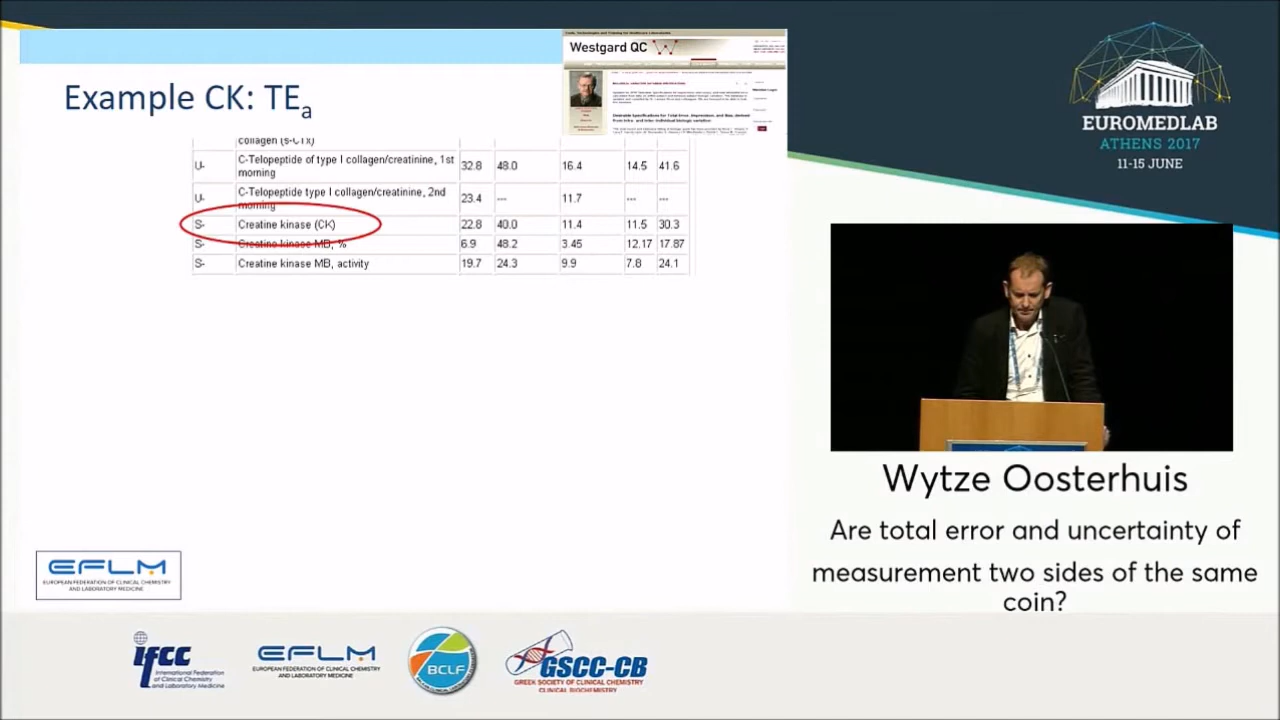 Westgard QC
Example CK: TEa
collagen (s-CTx)
U- C-Telopeptide of type I collagen/creatinine, 1st morning 32.8 48.0 16.4 14.5 41.6
U- C-Telopeptide type I collagen/creatinine, 2nd morning 23.4 --- 11.7 --- ---
S- Creatine kinase (CK) 22.8 40.0 11.4 11.5 30.3
S- Creatine kinase MB, % 6.9 48.2 3.45 12.17 17.87
S- Creatine kinase MB, activity 19.7 24.3 9.9 7.8 24.1
EUROMEDLAB
ATHENS 2017
11-15 JUNE
Wytze Oosterhuis
Are total error and uncertainty of
measurement two sides of the same
coin?
EFLM
EUROPEAN FEDERATION OF CLINICAL CHEMISTRY
AND LABORATORY MEDICINE
ifcc
International Federation
of Clinical Chemistry
and Laboratory Medicine
EFLM
EUROPEAN FEDERATION OF CLINICAL CHEMISTRY
AND LABORATORY MEDICINE
BCLF
GSCC-CB
GREEK SOCIETY OF CLINICAL CHEMISTRY
CLINICAL BIOCHEMISTRY